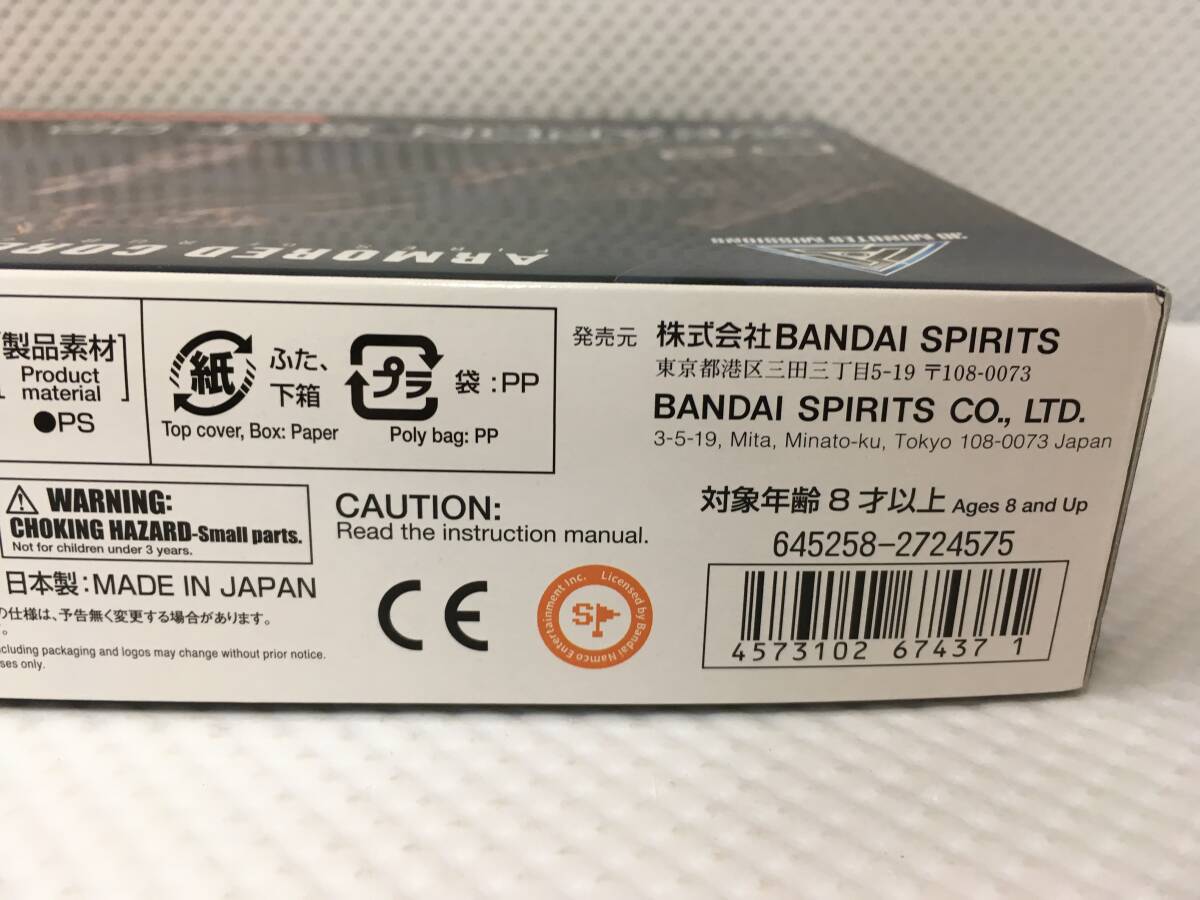 ARMORED CORE
30 MINUTES MISSIONS
製品素材
Product
material
●PS
紙
ふた、
下箱
Top cover, Box: Paper
プラ
袋:PP
Poly bag: PP
発売元 株式会社BANDAI SPIRITS
東京都港区三田三丁目5-19 〒108-0073
BANDAI SPIRITS CO., LTD.
3-5-19, Mita, Minato-ku, Tokyo 108-0073 Japan
WARNING:
CHOKING HAZARD-Small parts.
Not for children under 3 years.
CAUTION:
Read the instruction manual.
対象年齢 8 才以上 Ages 8 and Up
645258-2724575
日本製:MADE IN JAPAN
の仕様は、予告無く変更する場合があります。
す。
cluding packaging and logos may change without prior notice.
ses only.
CE
Licensed by Bandai Namco Entertainment Inc.
SP
4573102 67437 1